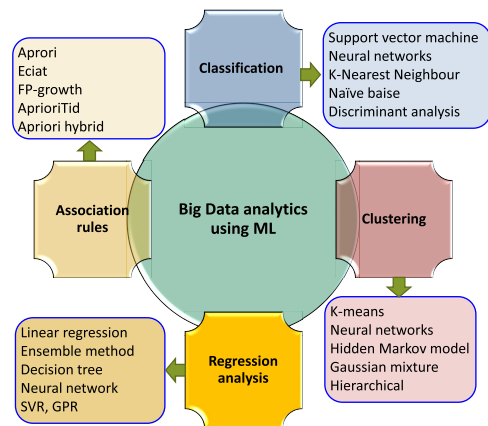 Aprori
Eciat
FP-growth
AprioriTid
Apriori hybrid
Classification
Support vector machine
Neural networks
K-Nearest Neighbour
Naïve baise
Discriminant analysis
Association
rules
Big Data analytics
using ML
Clustering
Linear regression
Ensemble method
Decision tree
Neural network
SVR, GPR
Regression
analysis
K-means
Neural networks
Hidden Markov model
Gaussian mixture
Hierarchical